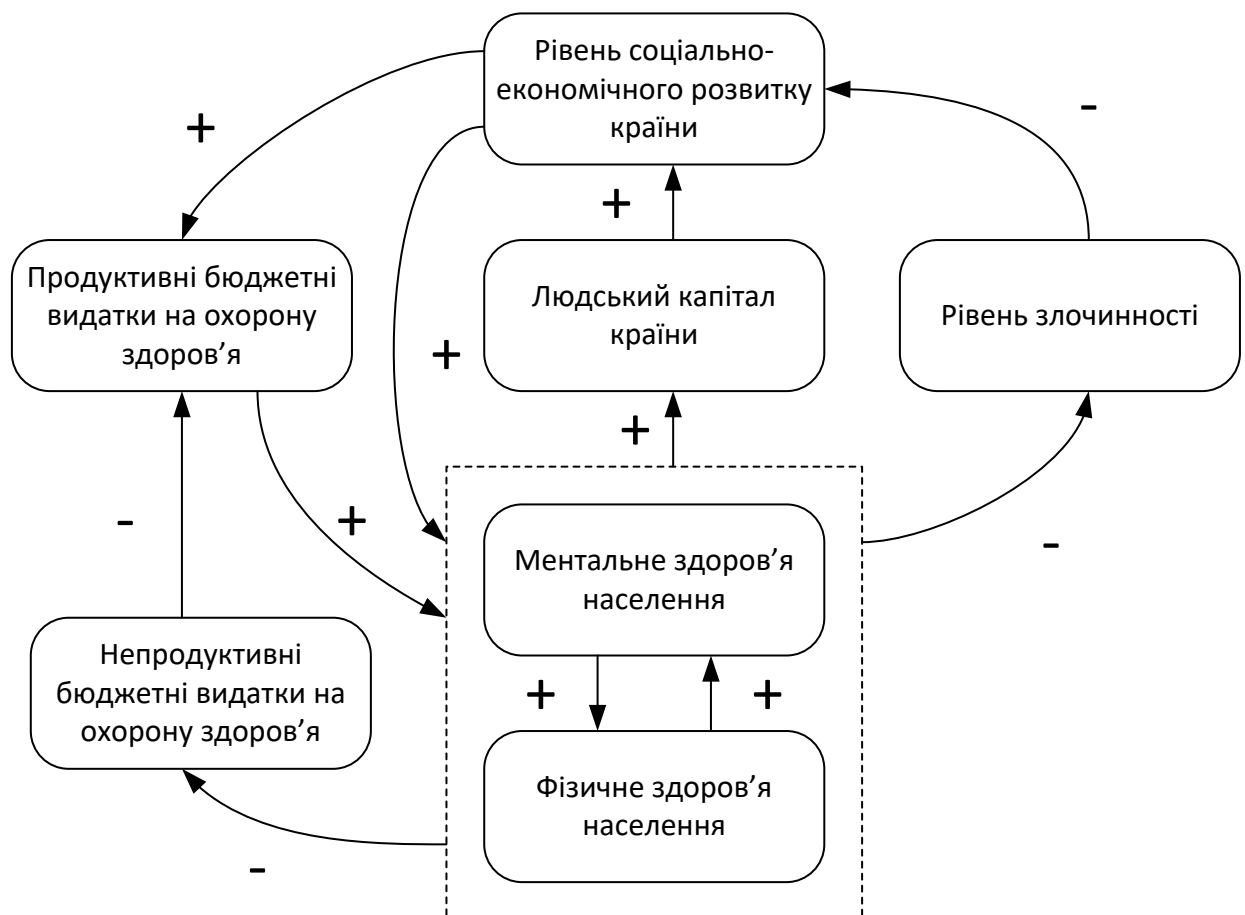 Рівень соціально-
економічного розвитку
країни
+
-
+
Продуктивні бюджетні
видатки на охорону
здоров’я
Людський капітал
країни
Рівень злочинності
+
+
-
+
-
Ментальне здоров’я
населення
Непродуктивні
бюджетні видатки на
охорону здоров’я
+
+
Фізичне здоров’я
населення
-